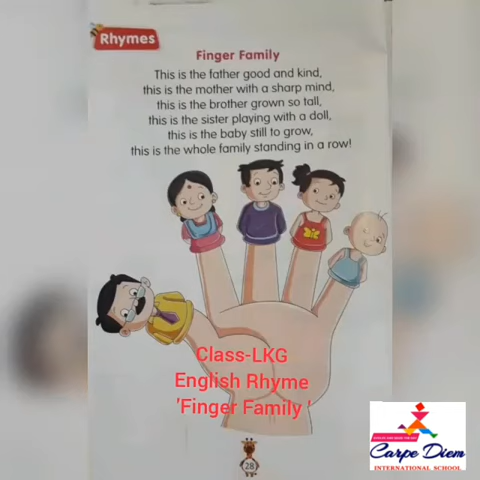 Rhymes
Finger Family
This is the father good and kind,
this is the mother with a sharp mind,
this is the brother grown so tall,
this is the sister playing with a doll,
this is the baby still to grow,
this is the whole family standing in a row!
Class-LKG
English Rhyme
'Finger Family '
28
Carpe Diem
INTERNATIONAL SCHOOL